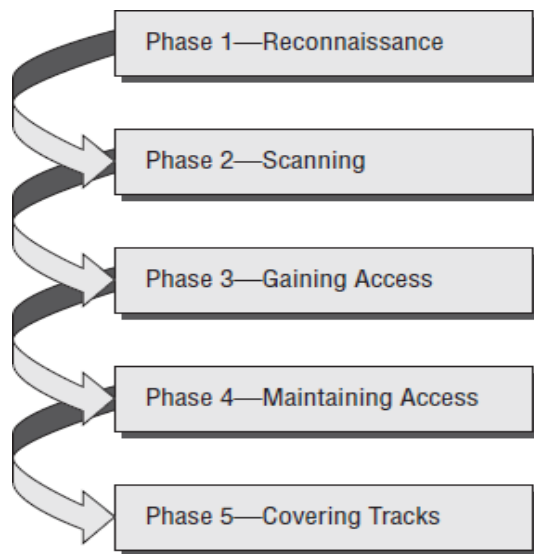 Phase 1—Reconnaissance
Phase 2—Scanning
Phase 3—Gaining Access
Phase 4—Maintaining Access
Phase 5—Covering Tracks